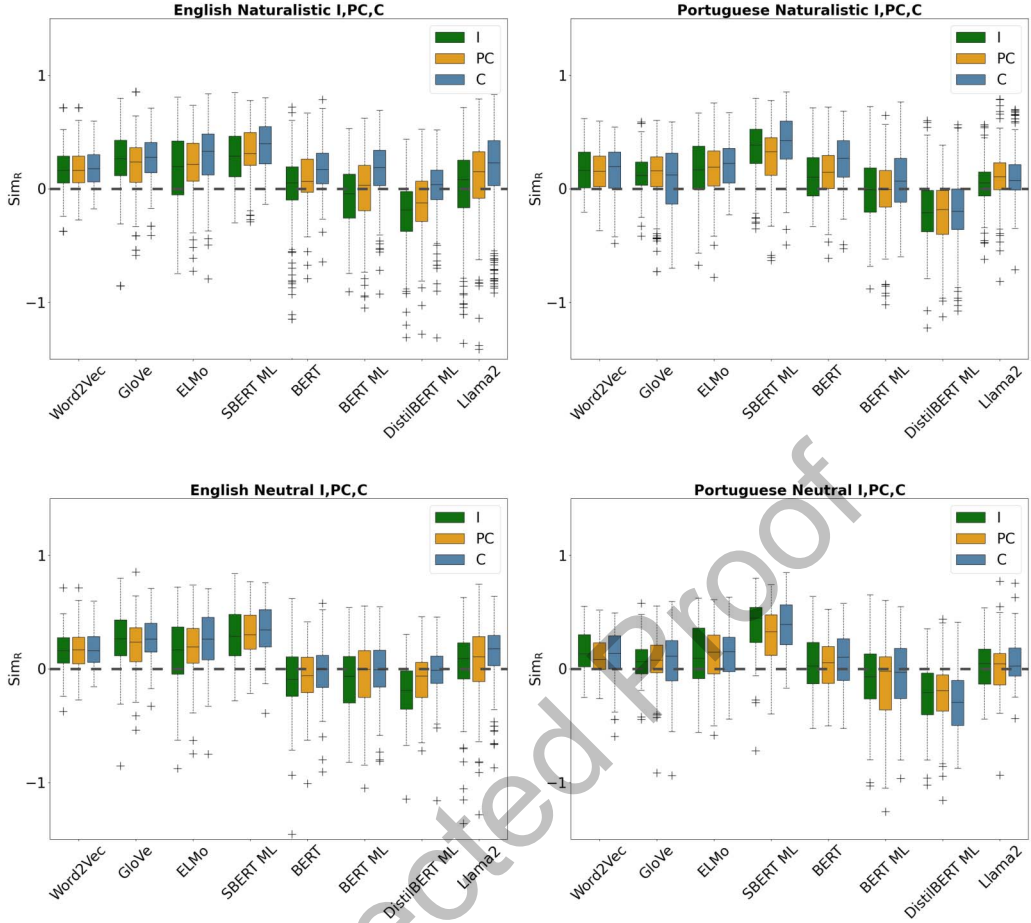 English Naturalistic I,PC,C
1
0
−1
SimR
I
PC
C
Word2Vec
GloVe
ELMo
SBERT ML
BERT
BERT ML
DistilBERT ML
Llama2
Portuguese Naturalistic I,PC,C
1
0
−1
SimR
I
PC
C
Word2Vec
GloVe
ELMo
SBERT ML
BERT
BERT ML
DistilBERT ML
Llama2
English Neutral I,PC,C
1
0
−1
SimR
I
PC
C
Word2Vec
GloVe
ELMo
SBERT ML
BERT
BERT ML
DistilBERT ML
Llama2
Portuguese Neutral I,PC,C
1
0
−1
SimR
I
PC
C
Word2Vec
GloVe
ELMo
SBERT ML
BERT
BERT ML
DistilBERT ML
Llama2
ected Proof